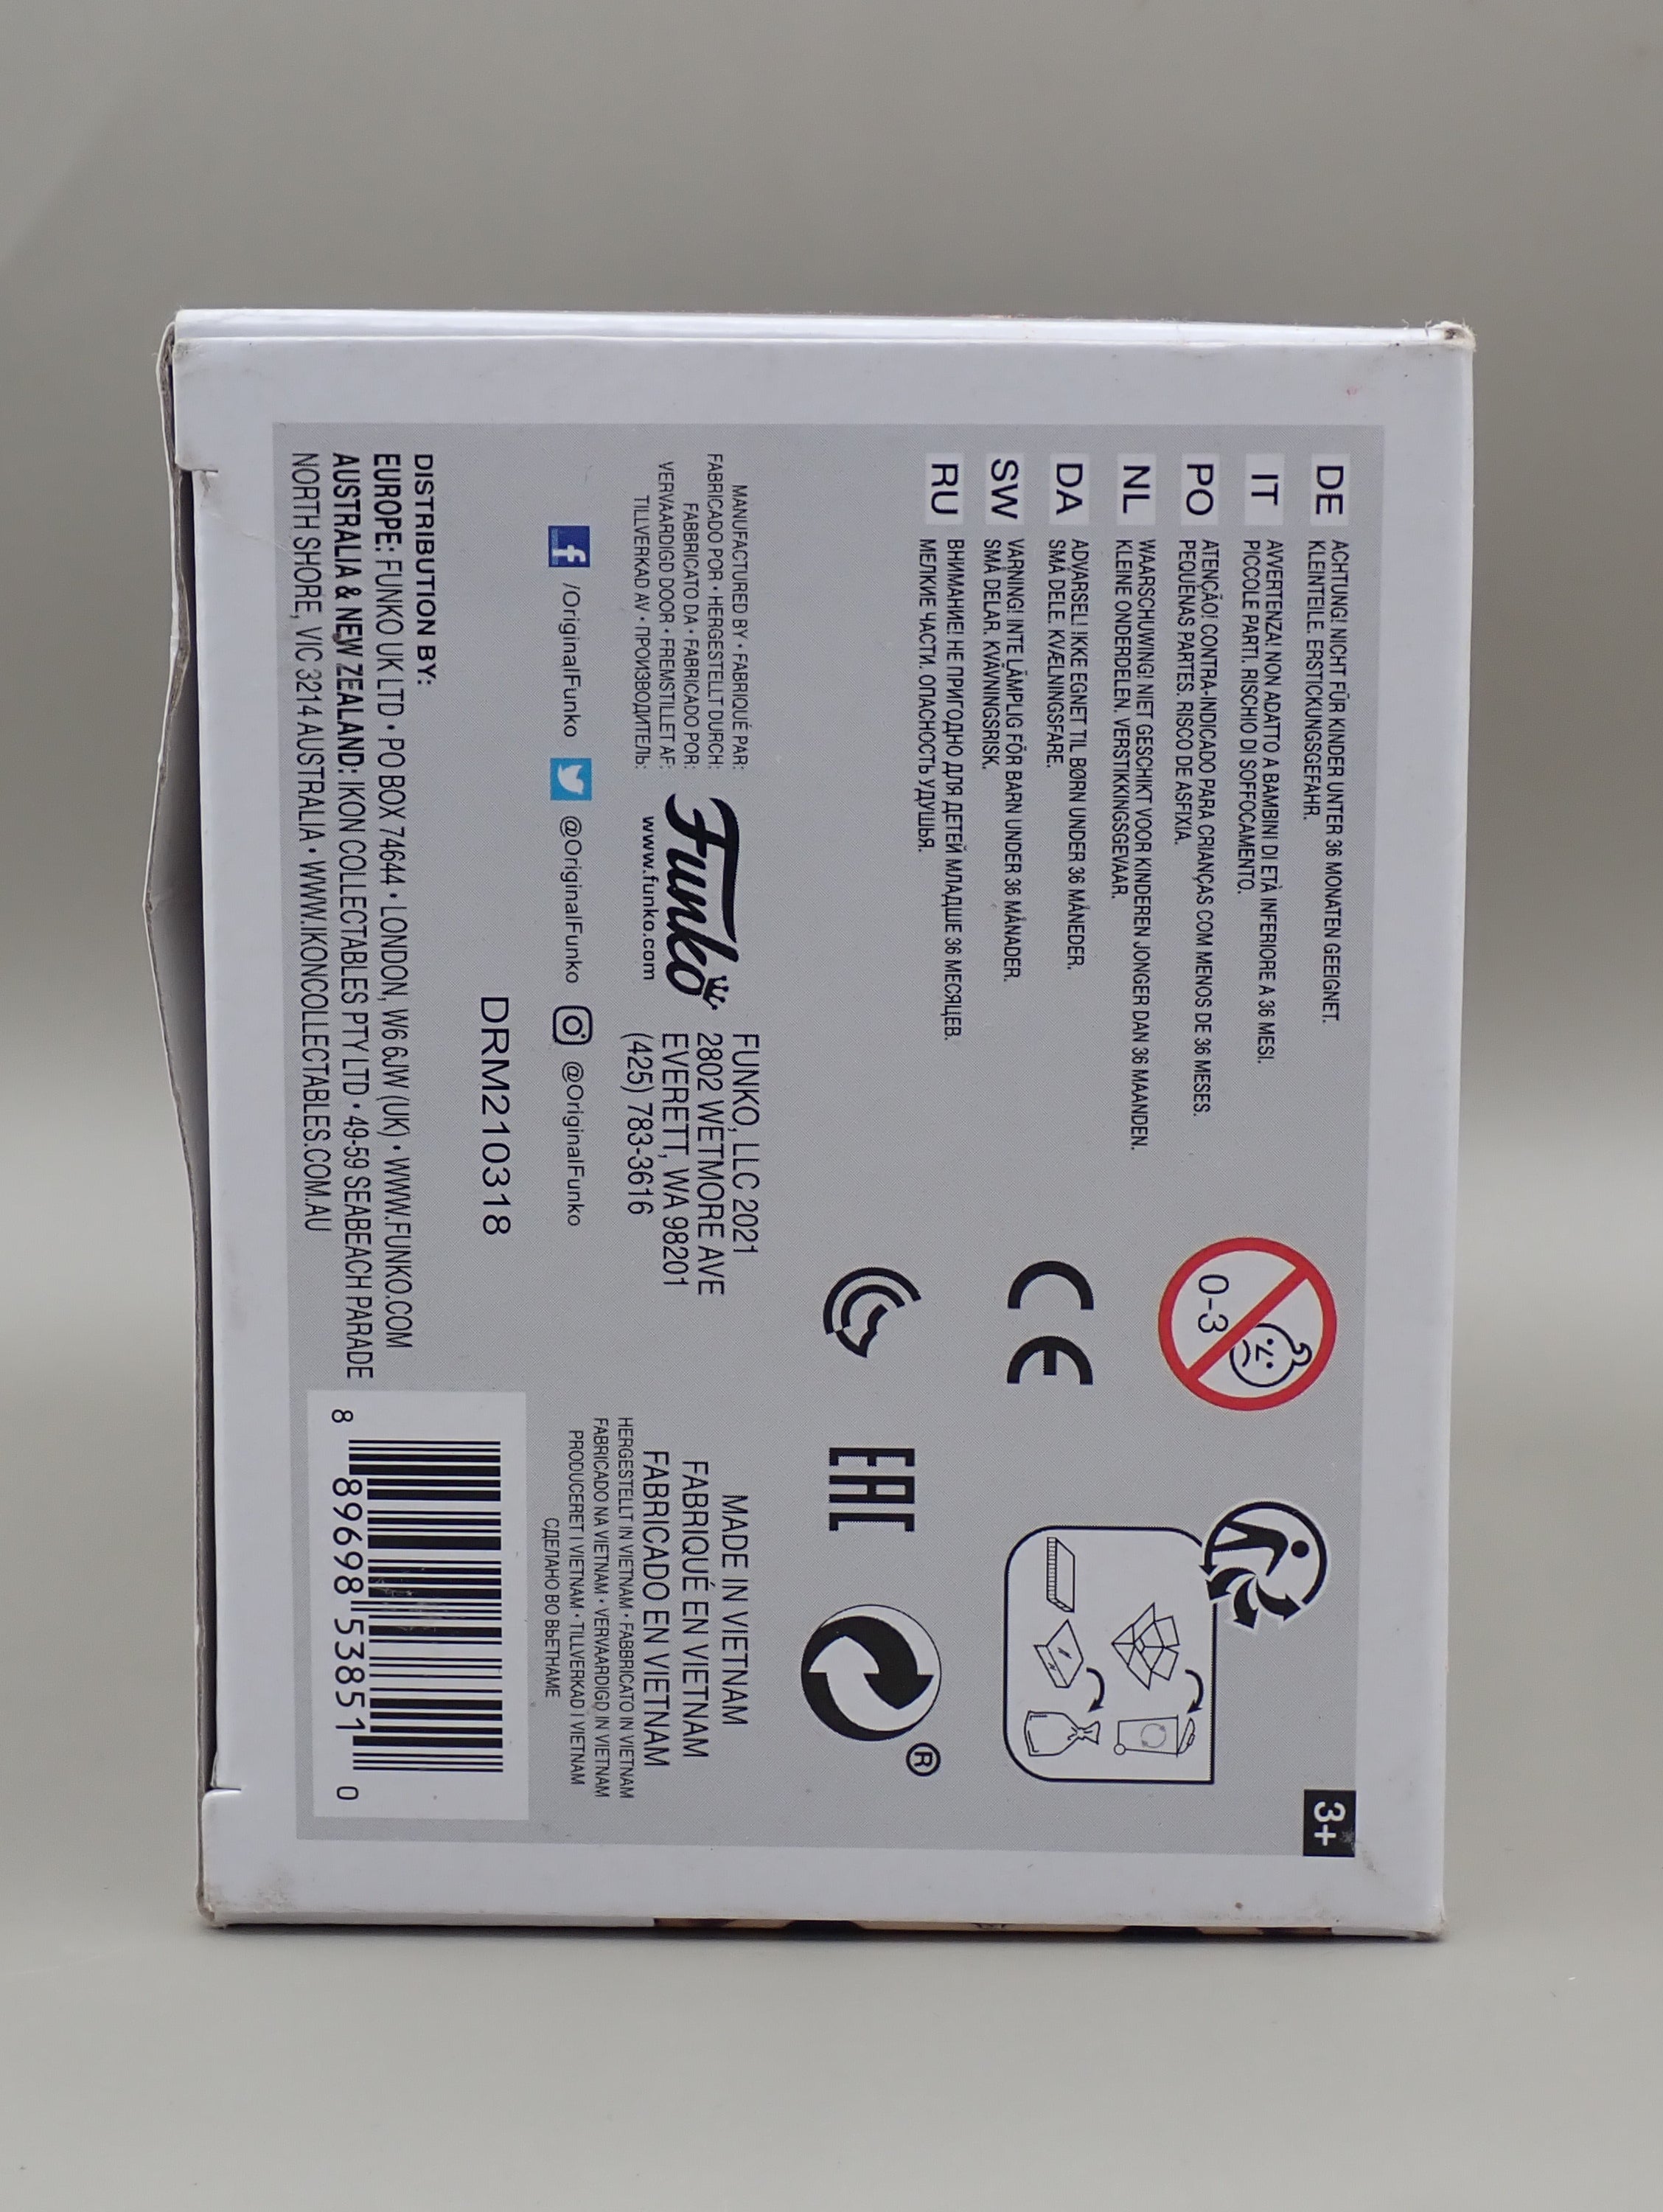 DE
ACHTUNG! NICHT FÜR KINDER UNTER 36 MONATEN GEEIGNET.
KLEINTEILE. ERSTICKUNGSGEFAHR.
IT
AVVERTENZA! NON ADATTO A BAMBINI DI ETÀ INFERIORE A 36 MESI.
PICCOLE PARTI. RISCHIO DI SOFFOCAMENTO.
PO
ATENÇÃO! CONTRA-INDICADO PARA CRIANÇAS COM MENOS DE 36 MESES.
PEQUENAS PARTES. RISCO DE ASFIXIA.
NL
WAARSCHUWING! NIET GESCHIKT VOOR KINDEREN JONGER DAN 36 MAANDEN.
KLEINE ONDERDELEN. VERSTIKKINGSGEVAAR.
DA
ADVARSEL! IKKE EGNET TIL BØRN UNDER 36 MÅNEDER.
SMÅ DELE. KVÆLNINGSFARE.
SW
VARNING! INTE LÄMPLIG FÖR BARN UNDER 36 MÅNADER.
SMÅ DELAR. KVÄVNINGSRISK.
RU
ВНИМАНИЕ! НЕ ПРИГОДНО ДЛЯ ДЕТЕЙ МЛАДШЕ 36 МЕСЯЦЕВ.
МЕЛКИЕ ЧАСТИ. ОПАСНОСТЬ УДУШЬЯ.
3+
0-3
CE
EAC
®
MANUFACTURED BY • FABRIQUÉ PAR:
FABRICADO POR • HERGESTELLT DURCH:
FABBRICATO DA • FABRICADO POR:
VERVAARDIGD DOOR • FREMSTILLET AF:
TILLVERKAD AV • ПРОИЗВОДИТЕЛЬ:
Funko
www.funko.com
FUNKO, LLC 2021
2802 WETMORE AVE
EVERETT, WA 98201
(425) 783-3616
MADE IN VIETNAM
FABRIQUÉ EN VIETNAM
FABRICADO EN VIETNAM
HERGESTELLT IN VIETNAM • FABBRICATO IN VIETNAM
FABRICADO NA VIETNAM • VERVAARDIGD IN VIETNAM
PRODUCERET I VIETNAM • TILLVERKAD I VIETNAM
СДЕЛАНО ВО ВЬЕТНАМЕ
/OriginalFunko @OriginalFunko @OriginalFunko
DRM210318
DISTRIBUTION BY:
EUROPE: FUNKO UK LTD • PO BOX 74644 • LONDON, W6 6JW (UK) • WWW.FUNKO.COM
AUSTRALIA & NEW ZEALAND: IKON COLLECTABLES PTY LTD • 49-59 SEABEACH PARADE
NORTH SHORE, VIC 3214 AUSTRALIA • WWW.IKONCOLLECTABLES.COM.AU
8 89698 53851 0